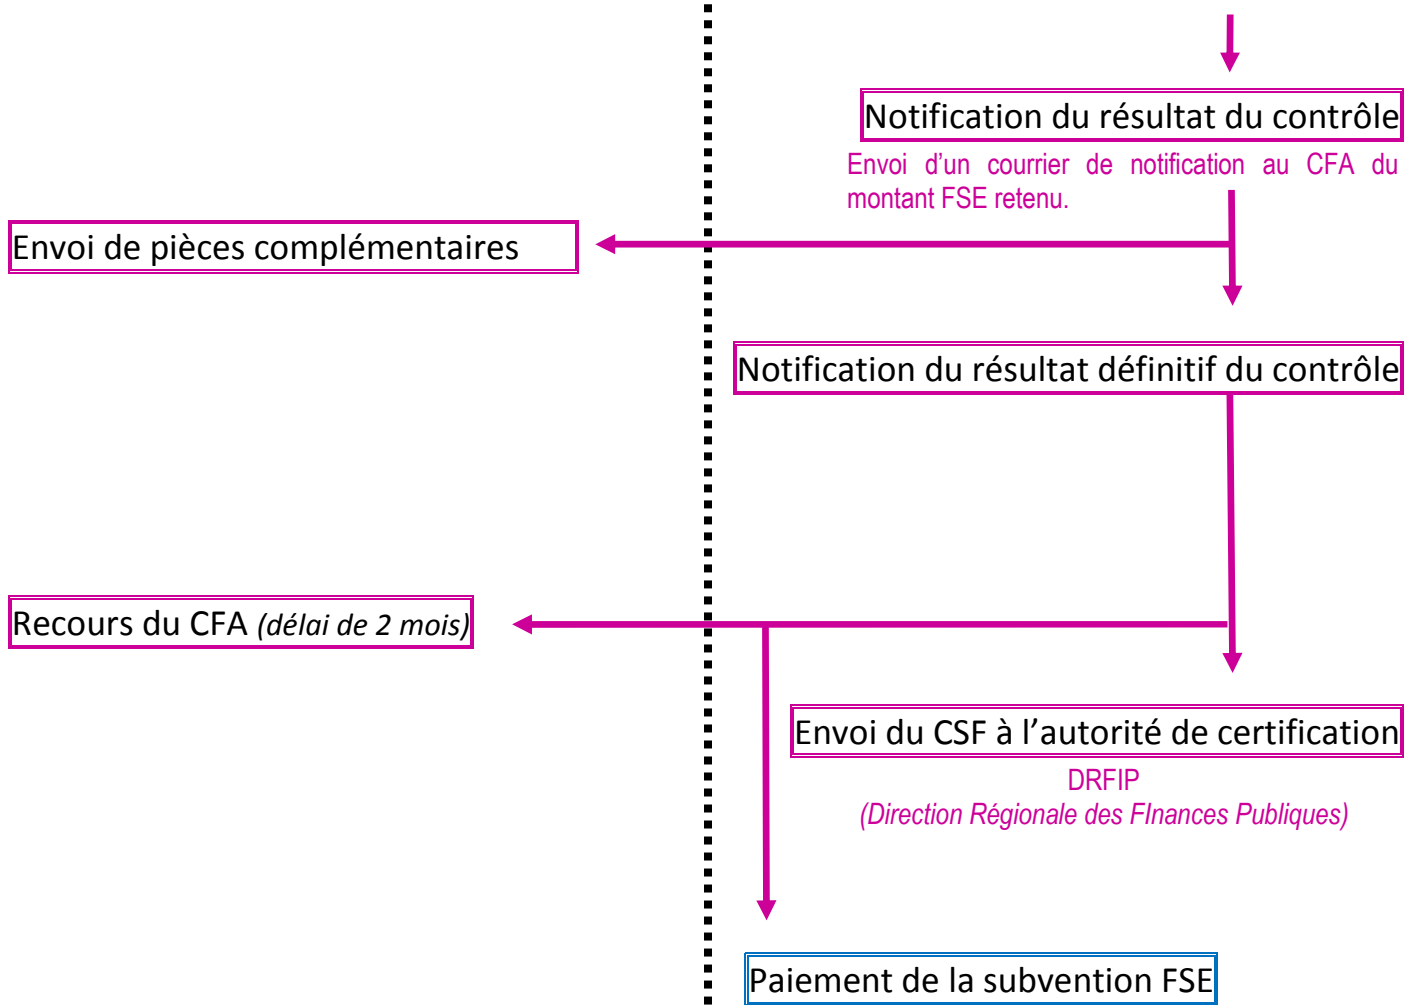 Notification du résultat du contrôle
Envoi d’un courrier de notification au CFA du
montant FSE retenu.
Envoi de pièces complémentaires
Notification du résultat définitif du contrôle
Recours du CFA (délai de 2 mois)
Envoi du CSF à l’autorité de certification
DRFIP
(Direction Régionale des FInances Publiques)
Paiement de la subvention FSE